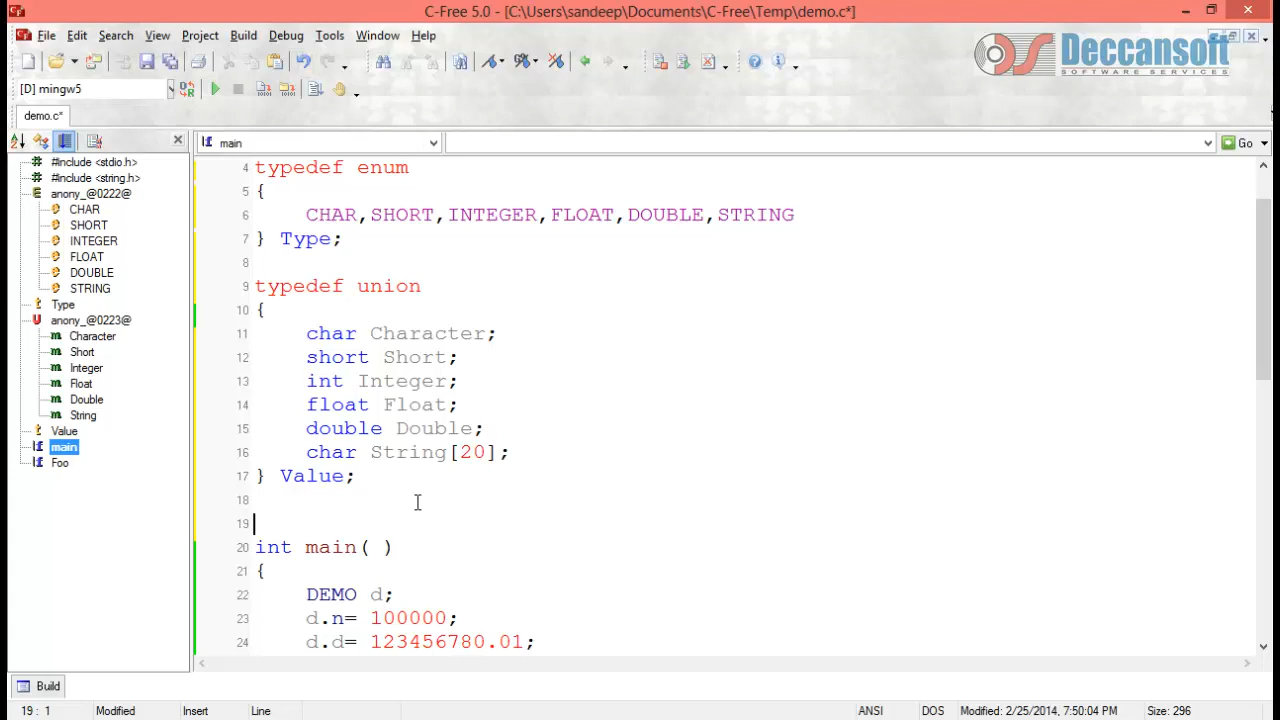 C-Free 5.0 - [C:\Users\sandeep\Documents\C-Free\Temp\demo.c*]
File Edit Search View Project Build Debug Tools Window Help
Deccansoft
SOFTWARE SERVICES
[D] mingw5
demo.c*
main
Go
#include <stdio.h>
#include <string.h>
anony_@0222@
CHAR
SHORT
INTEGER
FLOAT
DOUBLE
STRING
Type
anony_@0223@
Character
Short
Integer
Float
Double
String
Value
main
Foo
4 typedef enum
5 {
6 CHAR,SHORT,INTEGER,FLOAT,DOUBLE,STRING
7 } Type;
8
9 typedef union
10 {
11 char Character;
12 short Short;
13 int Integer;
14 float Float;
15 double Double;
16 char String[20];
17 } Value;
18
19
20 int main( )
21 {
22 DEMO d;
23 d.n= 100000;
24 d.d= 123456780.01;
Build
19 : 1 Modified Insert Line ANSI DOS Modified: 2/25/2014, 7:50:04 PM Size: 296